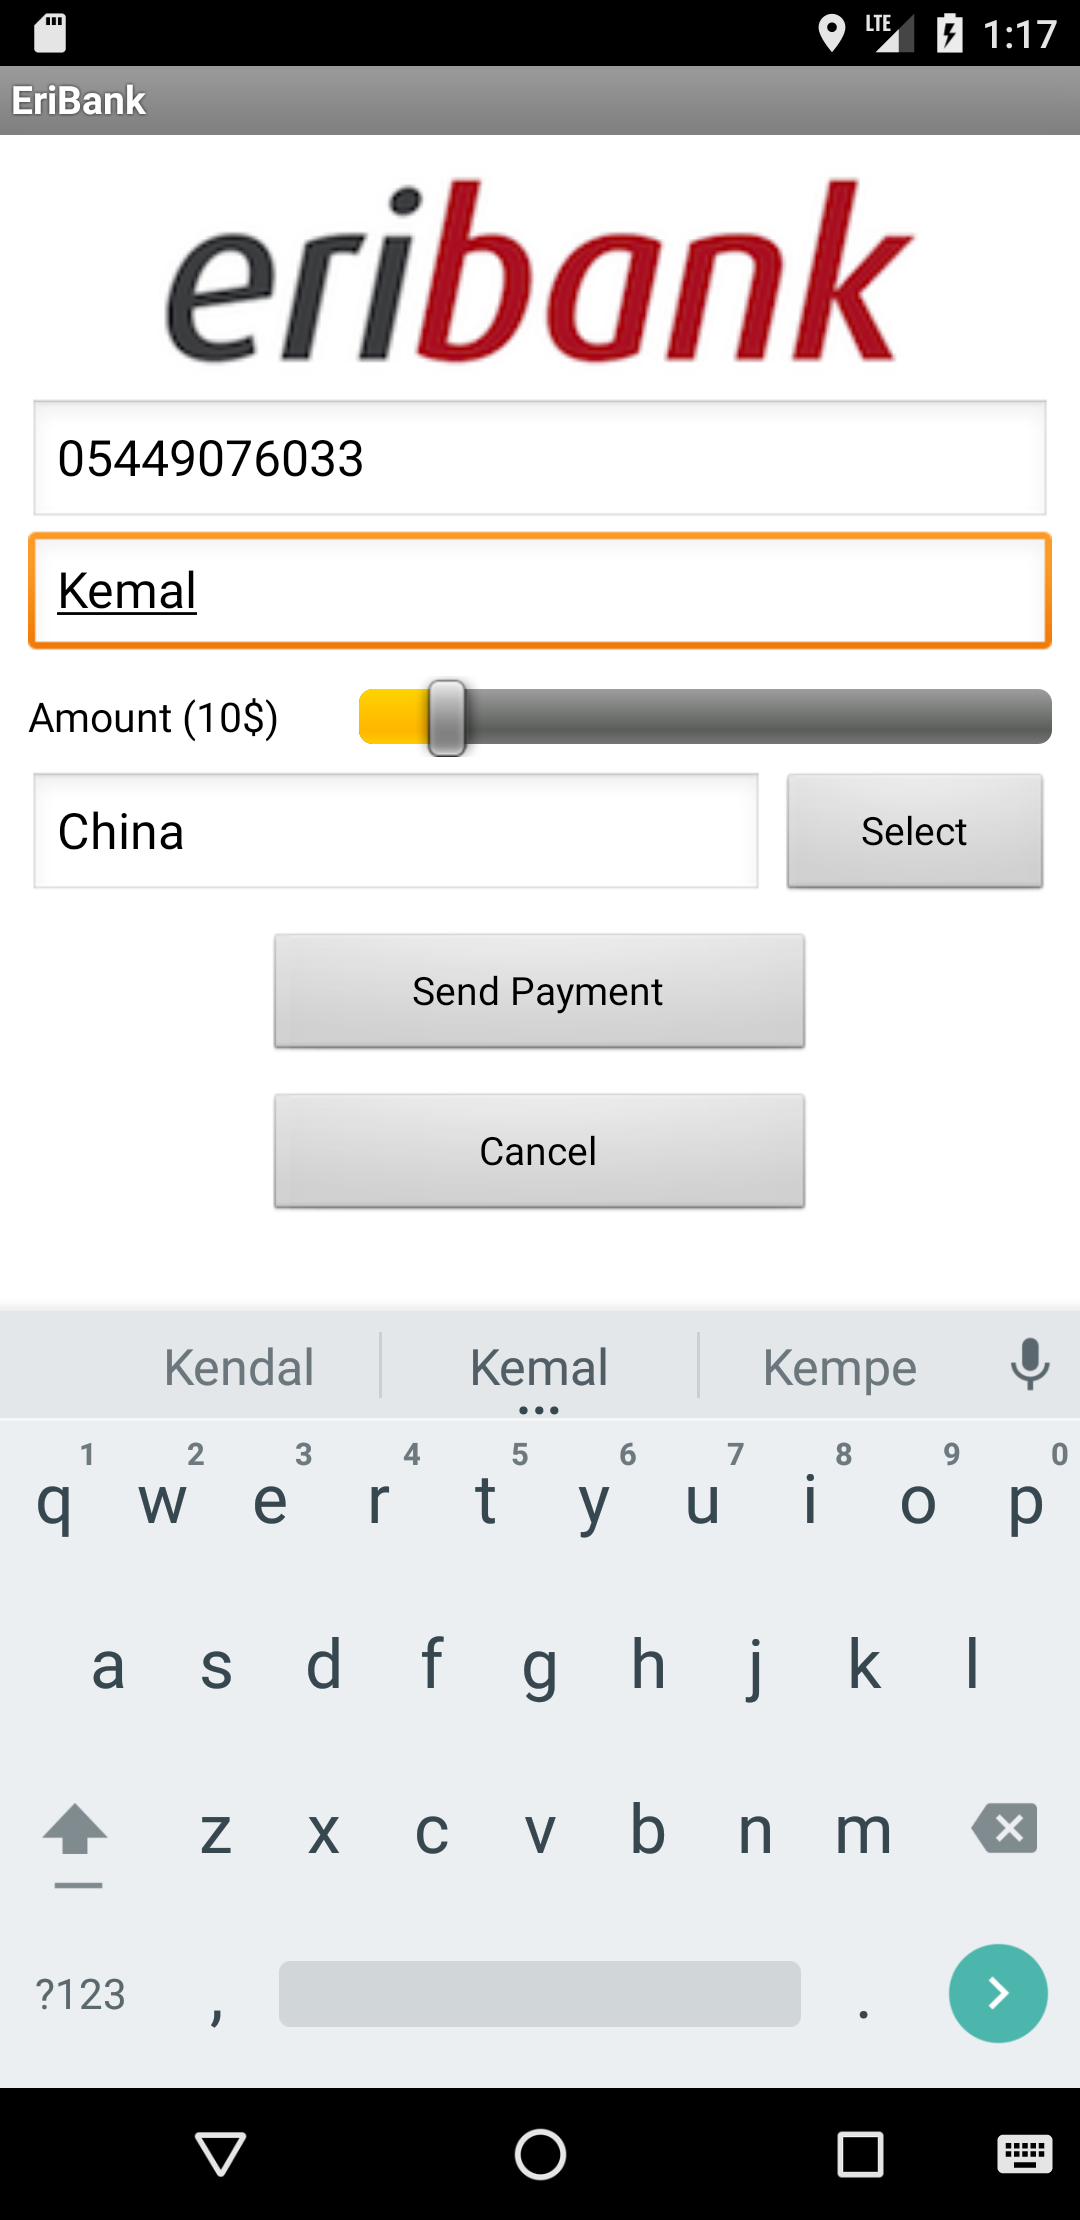 LTE 1:17
EriBank
eribank
05449076033
Kemal
Amount (10$)
China Select
Send Payment
Cancel
Kendal Kemal Kempe
1 2 3 4 5 6 7 8 9 0
q w e r t y u i o p
a s d f g h j k l
z x c v b n m
?123 , .